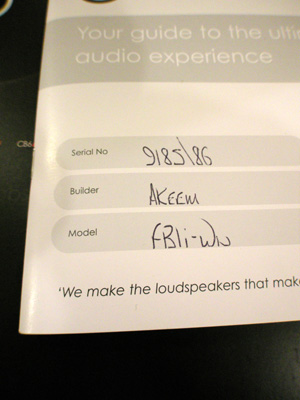 Your guide to the ulti
audio experience
Serial No 9185\86
Builder AKEEM
Model FB1i-Wn
'We make the loudspeakers that mak